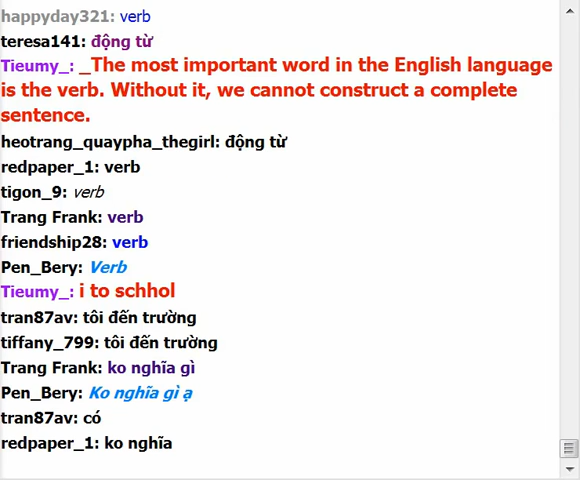 happyday321: verb
teresa141: động từ
Tieumy_: _The most important word in the English language
is the verb. Without it, we cannot construct a complete
sentence.
heotrang_quaypha_thegirl: động từ
redpaper_1: verb
tigon_9: verb
Trang Frank: verb
friendship28: verb
Pen_Bery: Verb
Tieumy_: i to schhol
tran87av: tôi đến trường
tiffany_799: tôi đến trường
Trang Frank: ko nghĩa gì
Pen_Bery: Ko nghĩa gì ạ
tran87av: có
redpaper_1: ko nghĩa